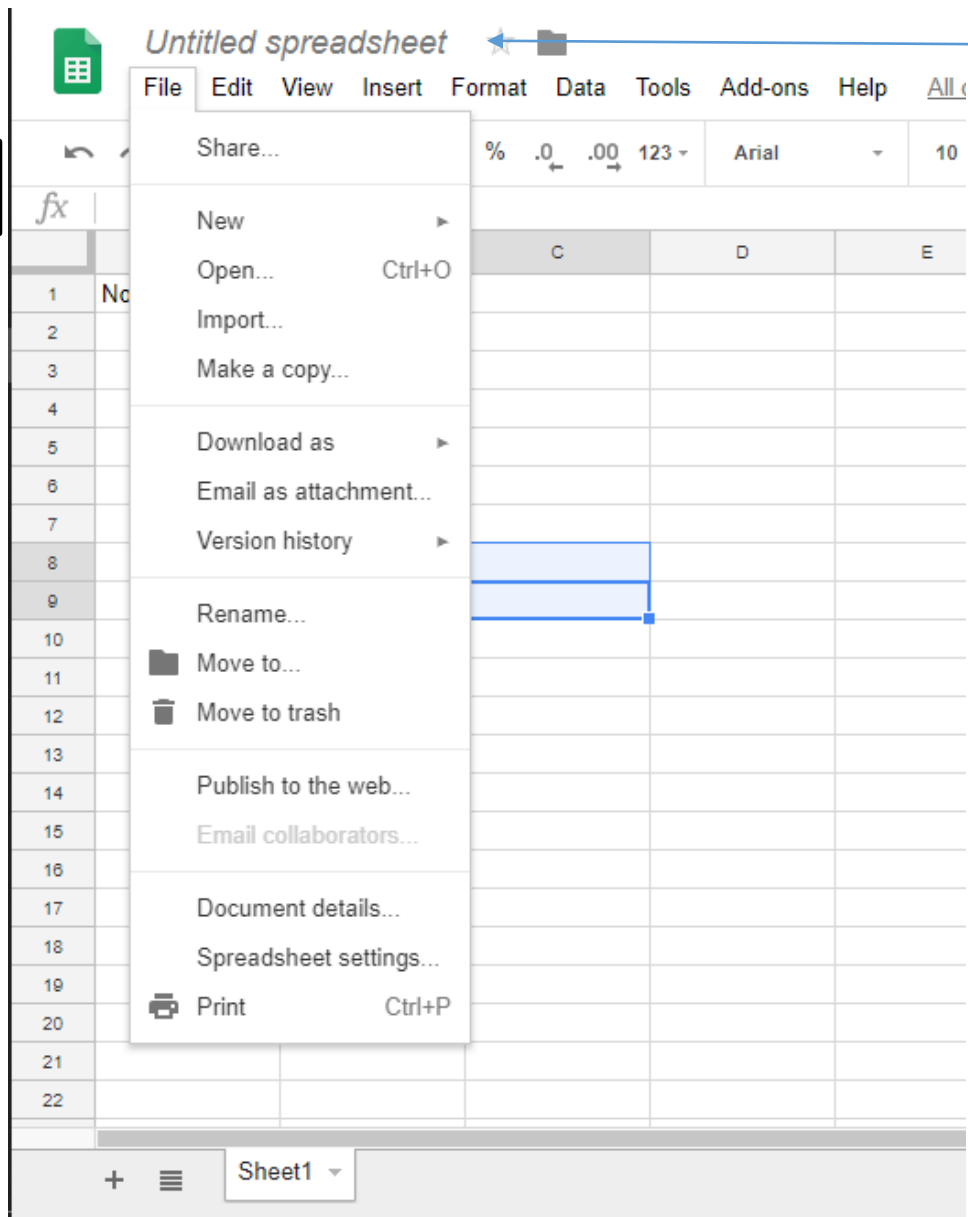 Untitled spreadsheet
File Edit View Insert Format Data Tools Add-ons Help All
% .0 .00 123 Arial 10
fx
C D E
Share...
New
Open... Ctrl+O
Import...
Make a copy...
Download as
Email as attachment...
Version history
Rename...
Move to...
Move to trash
Publish to the web...
Email collaborators...
Document details...
Spreadsheet settings...
Print Ctrl+P
1 No
2
3
4
5
6
7
8
9
10
11
12
13
14
15
16
17
18
19
20
21
22
Sheet1